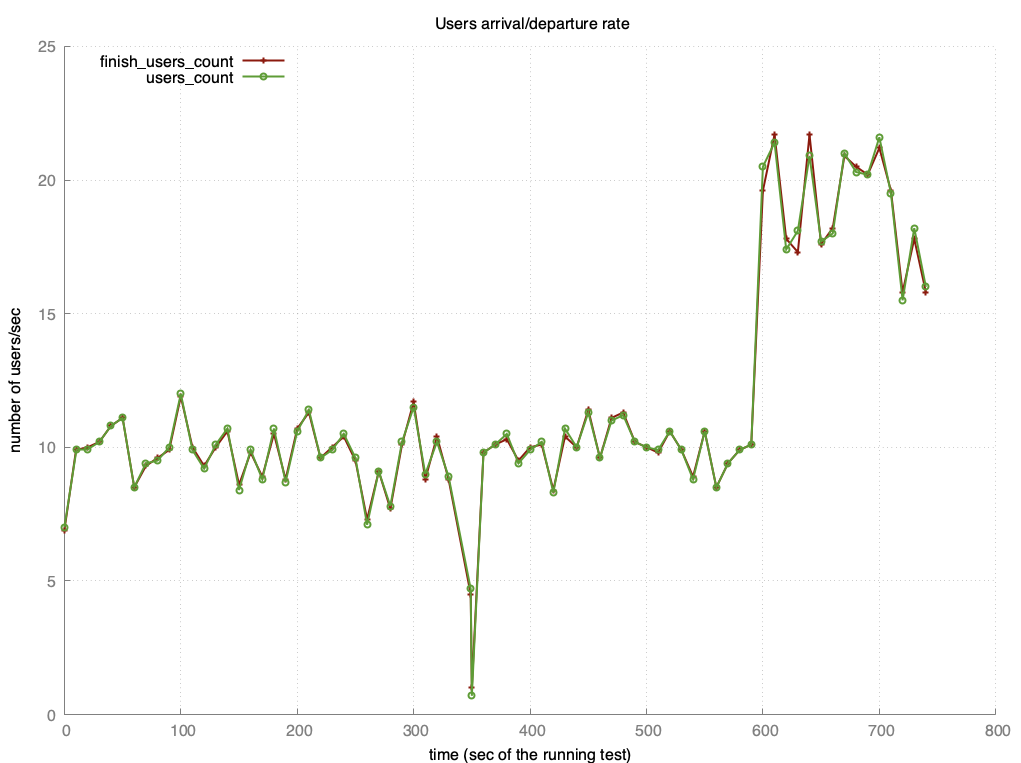 Users arrival/departure rate
25
finish_users_count
users_count
20
15
10
5
0
number of users/sec
0 100 200 300 400 500 600 700 800
time (sec of the running test)